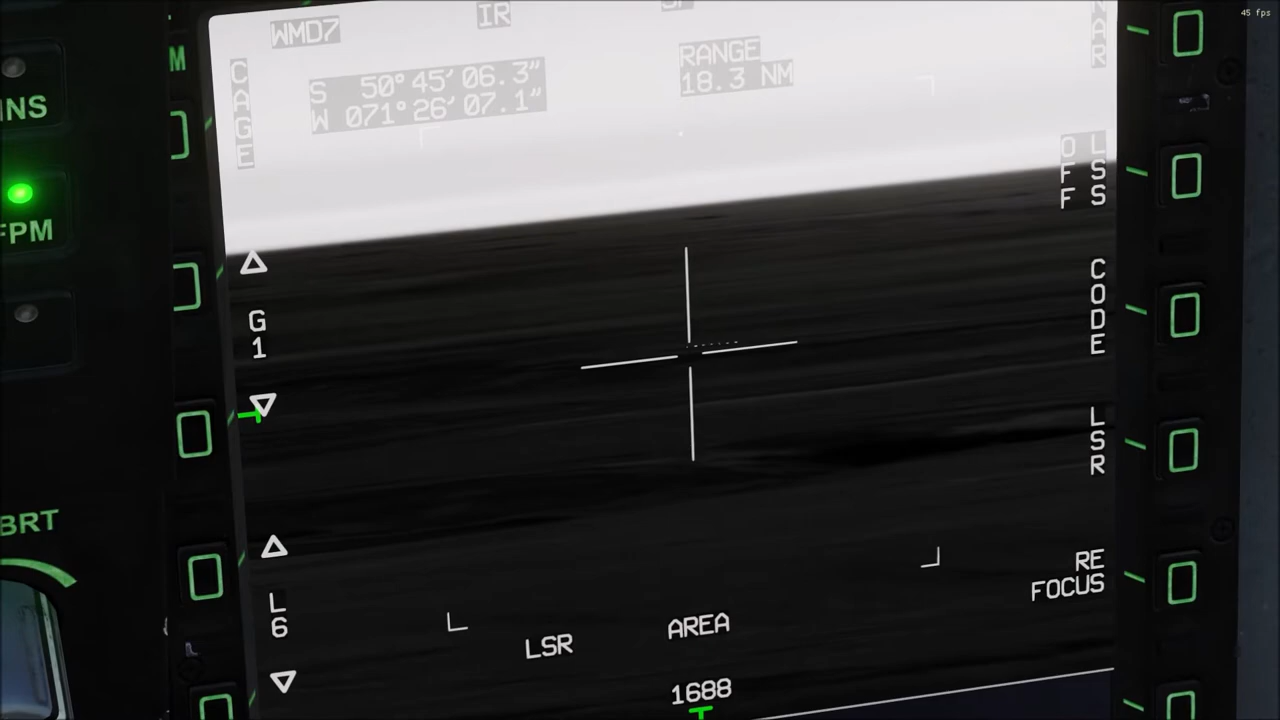 45 fps
WMD7
IR
RANGE
18.3 NM
S 50°45′06.3″
W 071°26′07.1″
CAGE
NAR
INS
FPM
OFF
LSS
G
1
CODE
LSR
BRT
RE
FOCUS
L
6
LSR
AREA
1688